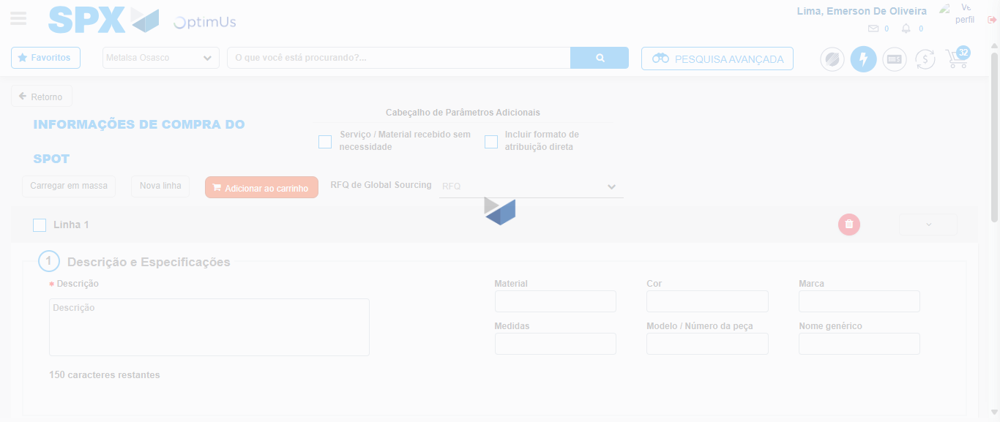 SPX
OptimUs
Lima, Emerson De Oliveira
Ve
perfil
0
0
Favoritos
Metalsa Osasco
O que você está procurando?...
PESQUISA AVANÇADA
32
Retorno
Cabeçalho de Parâmetros Adicionais
INFORMAÇÕES DE COMPRA DO
SPOT
Serviço / Material recebido sem
necessidade
Incluir formato de
atribuição direta
Carregar em massa
Nova linha
Adicionar ao carrinho
RFQ de Global Sourcing
RFQ
Linha 1
1
Descrição e Especificações
* Descrição
Material
Cor
Marca
Descrição
Medidas
Modelo / Número da peça
Nome genérico
150 caracteres restantes